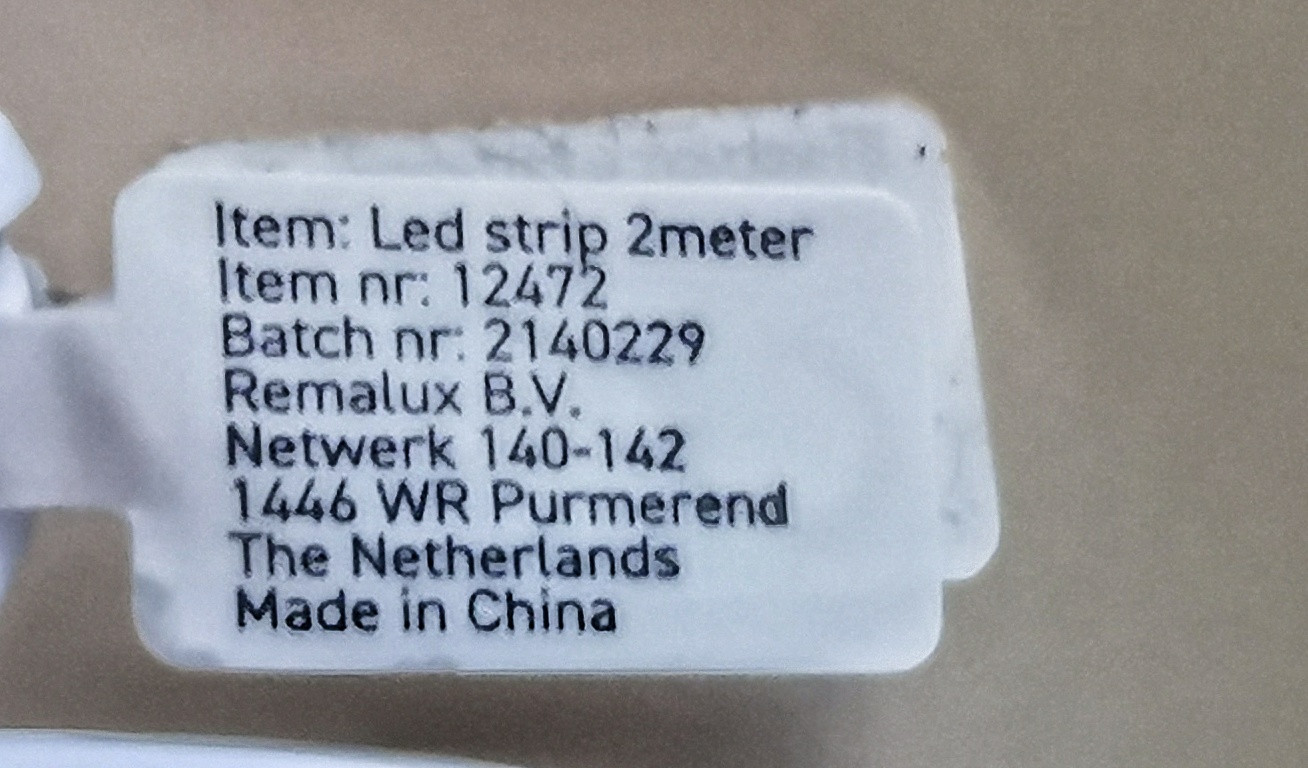 Item: Led strip 2meter
Item nr: 12472
Batch nr: 2140229
Remalux B.V.
Netwerk 140-142
1446 WR Purmerend
The Netherlands
Made in China